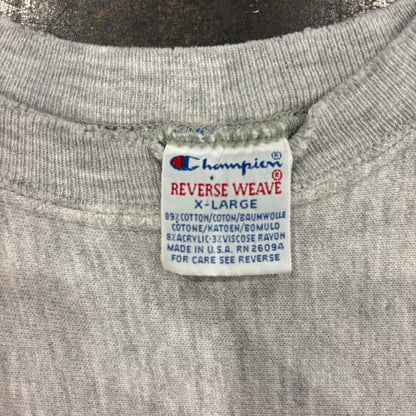 Champion®
REVERSE WEAVE®
X-LARGE
89% COTTON/COTON/BAUMWOLLE
COTONE/KATOEN/BOMULD
8% ACRYLIC-3% VISCOSE RAYON
MADE IN U.S.A. RN 26094
FOR CARE SEE REVERSE